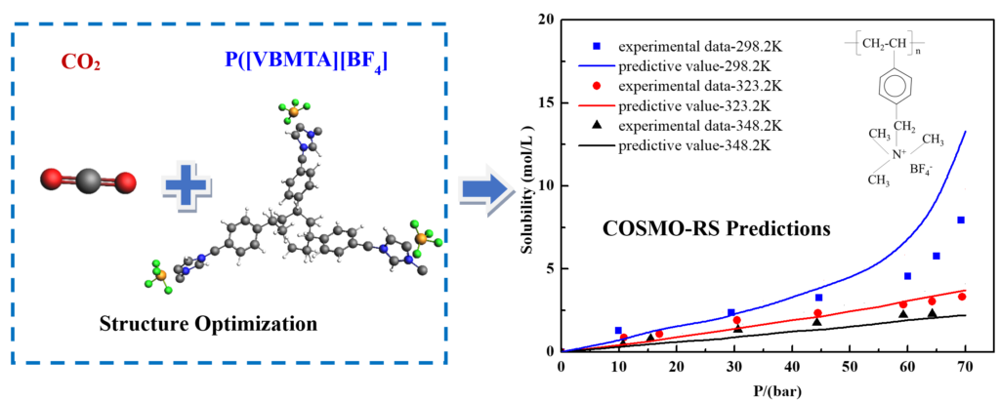 CO₂
P([VBMTA][BF₄]
Structure Optimization
Solubility (mol/L )
20
15
10
5
0
experimental data-298.2K
predictive value-298.2K
experimental data-323.2K
predictive value-323.2K
experimental data-348.2K
predictive value-348.2K
CH₂-CH
n
CH₂
CH₃
CH₃
N⁺
BF₄⁻
CH₃
COSMO-RS Predictions
0 10 20 30 40 50 60 70
P/(bar)